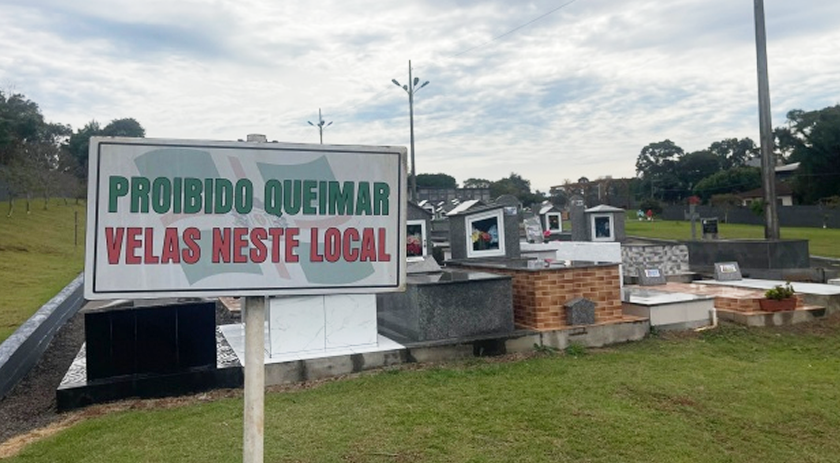 PROIBIDO QUEIMAR
VELAS NESTE LOCAL